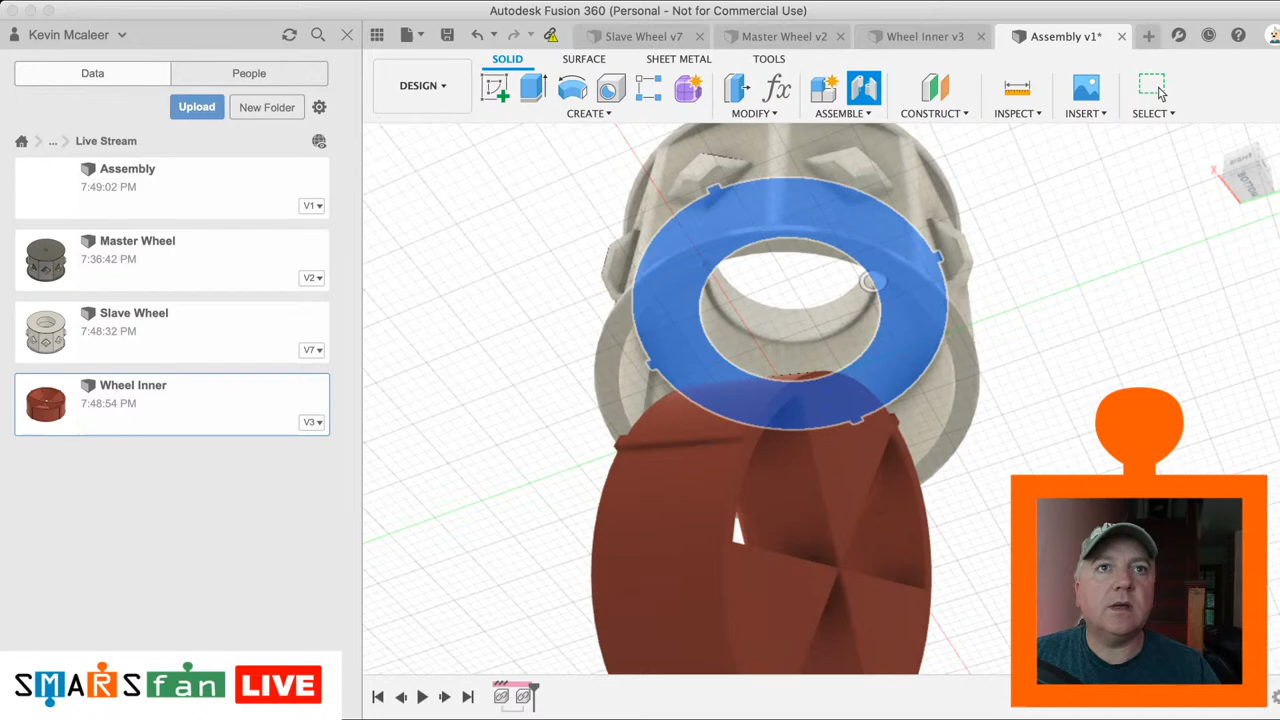 Autodesk Fusion 360 (Personal - Not for Commercial Use)
Kevin Mcaleer
Slave Wheel v7
Master Wheel v2
Wheel Inner v3
Assembly v1*
Data
People
Upload
New Folder
...
Live Stream
Assembly
7:49:02 PM
V1
Master Wheel
7:36:42 PM
V2
Slave Wheel
7:48:32 PM
V7
Wheel Inner
7:48:54 PM
V3
DESIGN
SOLID
SURFACE
SHEET METAL
TOOLS
CREATE
MODIFY
ASSEMBLE
CONSTRUCT
INSPECT
INSERT
SELECT
X
BOTTOM
SMARSfan LIVE